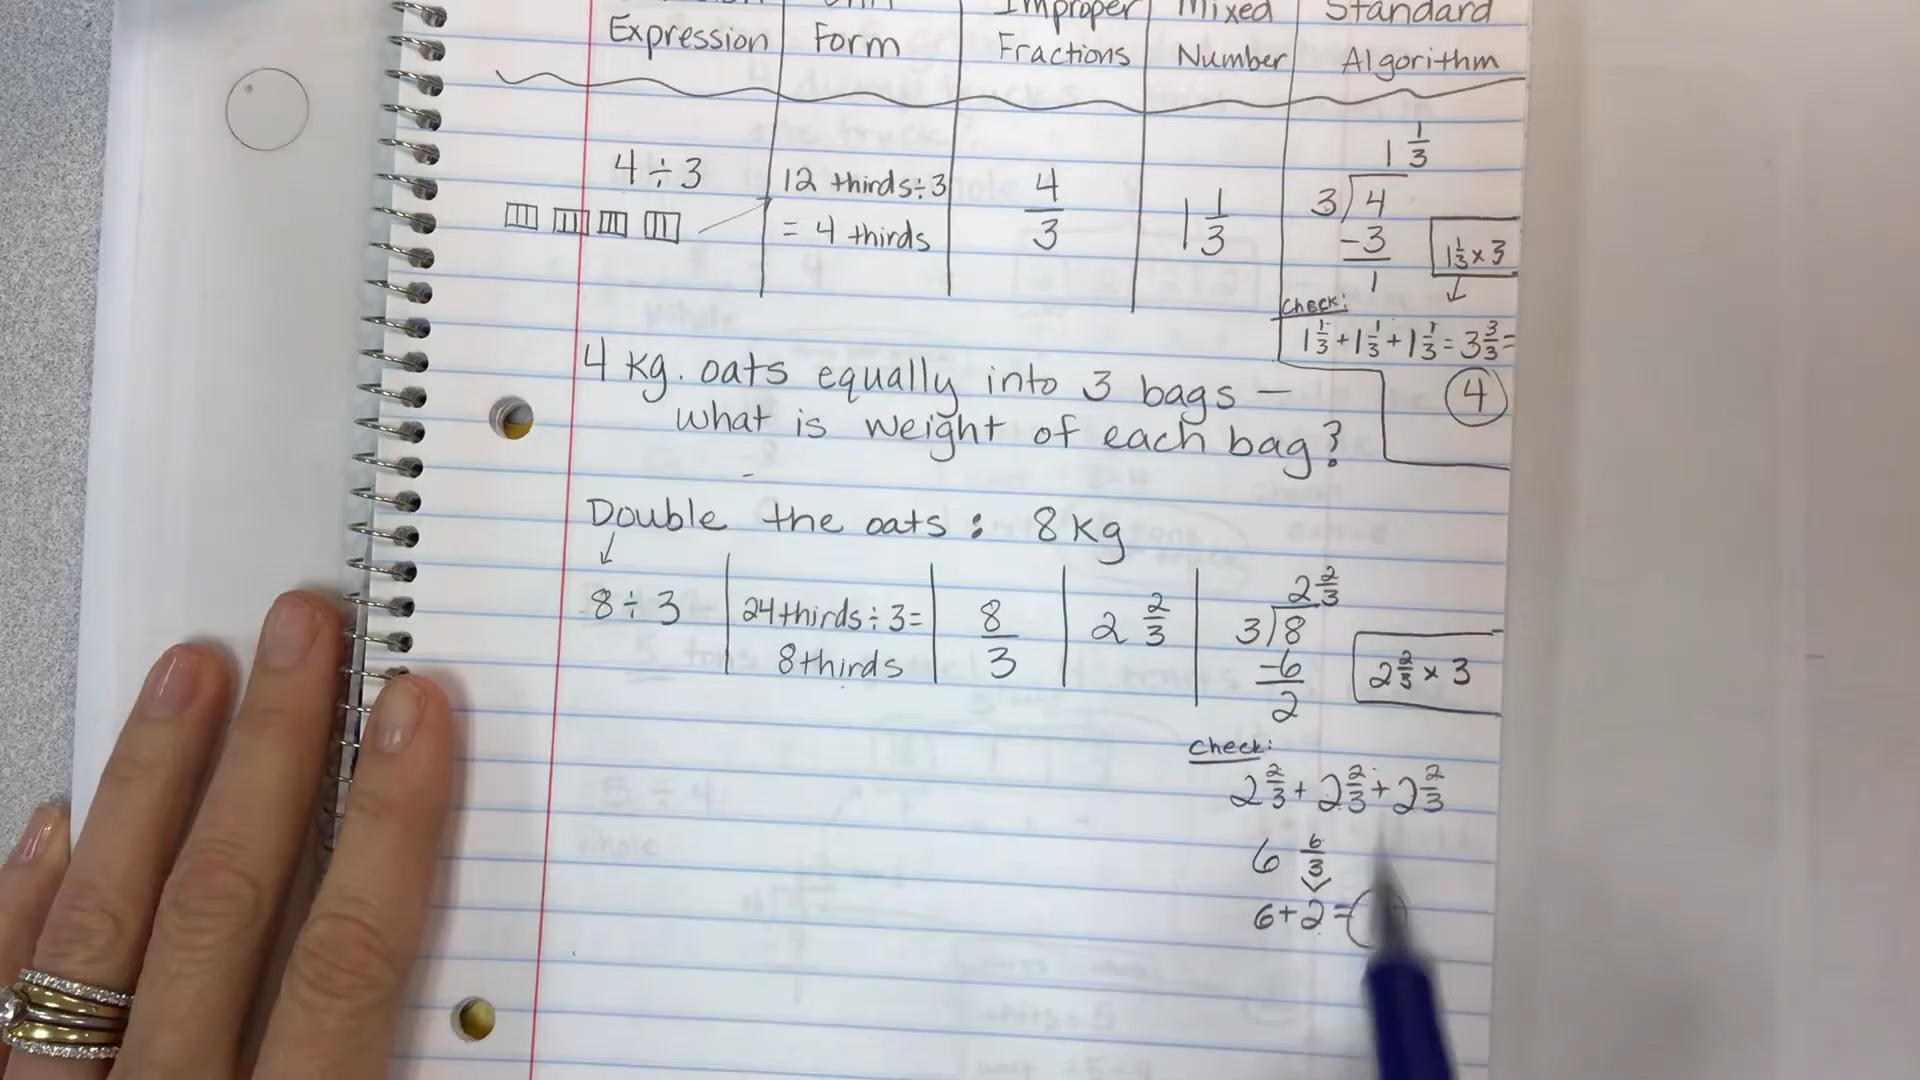 Expression | Form | Improper Fractions | Mixed Number | Standard Algorithm
4 ÷ 3 | 12 thirds ÷ 3 = 4 thirds | 4/3 | 1 1/3
1 1/3
3)4
-3
1
1 1/3 x 3
Check:
1 1/3 + 1 1/3 + 1 1/3 = 3 3/3 =
4
4 kg. oats equally into 3 bags —
what is weight of each bag?
Double the oats: 8 kg
8 ÷ 3 | 24 thirds ÷ 3 = 8 thirds | 8/3 | 2 2/3
2 2/3
3)8
-6
2
2 2/3 x 3
Check:
2 2/3 + 2 2/3 + 2 2/3
6 6/3
6 + 2 =